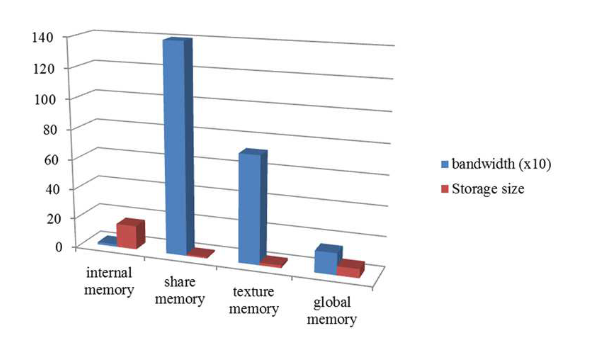 140
120
100
80
60
40
20
0
internal
memory
share
memory
texture
memory
global
memory
bandwidth (x10)
Storage size